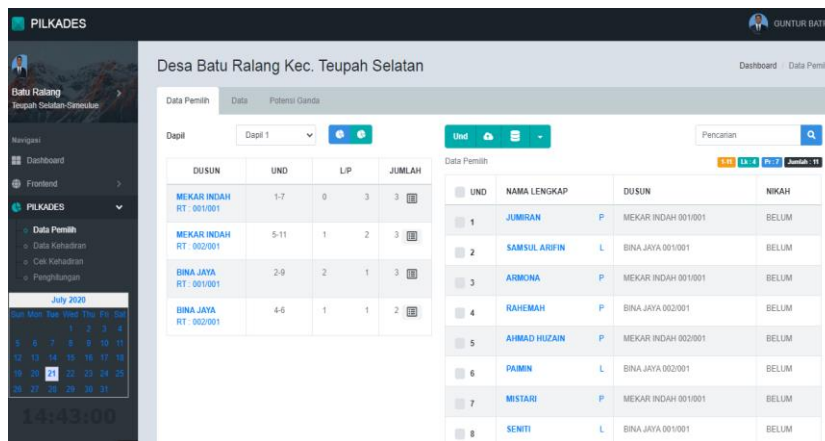 PILKADES
GUNTUR BATI
Batu Ralang
Teupah Selatan-Simeulue
Navigasi
Dashboard
Frontend
PILKADES
Data Pemilih
Data Kehadiran
Cek Kehadiran
Penghitungan
July 2020
Sun Mon Tue Wed Thu Fri Sat
1 2 3 4
5 6 7 8 9 10 11
12 13 14 15 16 17 18
19 20 21 22 23 24 25
26 27 28 29 30 31
14:43:00
Desa Batu Ralang Kec. Teupah Selatan
Dashboard / Data Pemil
Data Pemilih Data Potensi Ganda
Dapil Dapil 1
DUSUN UND L/P JUMLAH
MEKAR INDAH 1-7 0 3 3
RT : 001/001
MEKAR INDAH 5-11 1 2 3
RT : 002/001
BINA JAYA 2-9 2 1 3
RT : 001/001
BINA JAYA 4-6 1 1 2
RT : 002/001
Und Pencarian
Data Pemilih 1-11 Lk : 4 Pr : 7 Jumlah : 11
UND NAMA LENGKAP DUSUN NIKAH
1 JUMIRAN P MEKAR INDAH 001/001 BELUM
2 SAMSUL ARIFIN L BINA JAYA 001/001 BELUM
3 ARMONA P MEKAR INDAH 001/001 BELUM
4 RAHEMAH P BINA JAYA 002/001 BELUM
5 AHMAD HUZAIN P MEKAR INDAH 002/001 BELUM
6 PAIMIN L BINA JAYA 002/001 BELUM
7 MISTARI P MEKAR INDAH 001/001 BELUM
8 SENITI L BINA JAYA 001/001 BELUM